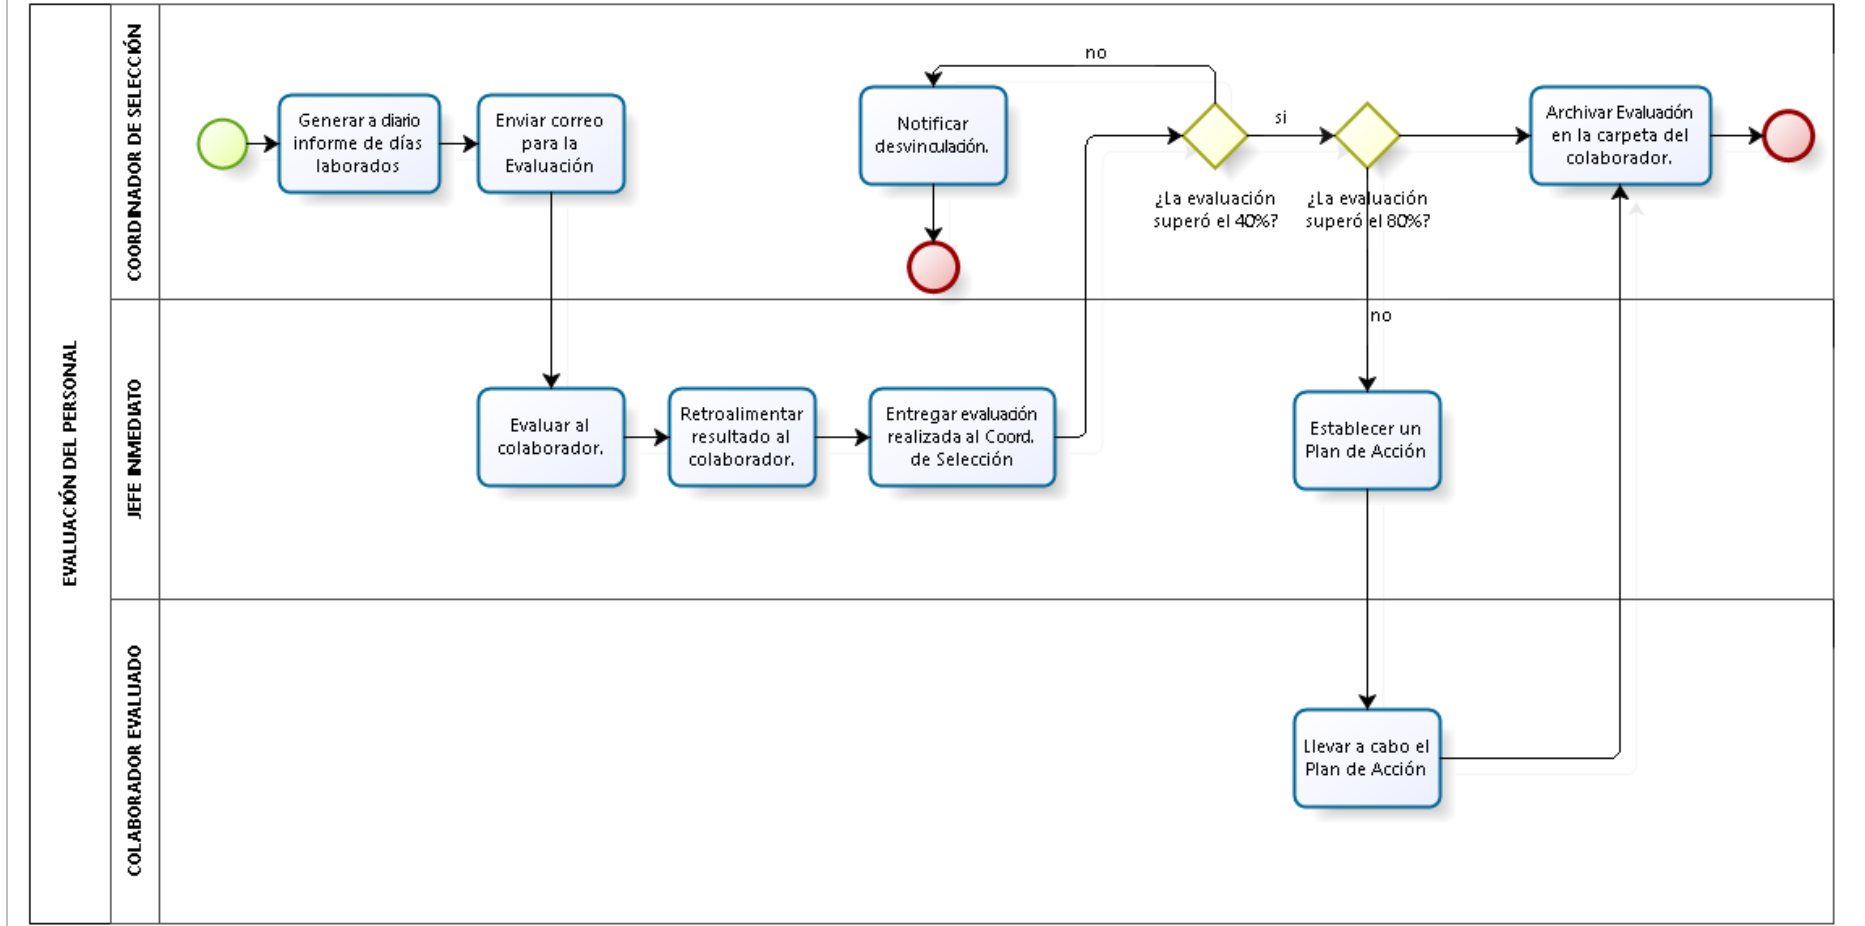 EVALUACIÓN DEL PERSONAL
COORDINADOR DE SELECCIÓN
Generar a diario
informe de días
laborados
Enviar correo
para la
Evaluación
Notificar
desvinculación.
no
si
¿La evaluación
superó el 40%?
¿La evaluación
superó el 80%?
Archivar Evaluación
en la carpeta del
colaborador.
JEFE INMEDIATO
no
Evaluar al
colaborador.
Retroalimentar
resultado al
colaborador.
Entregar evaluación
realizada al Coord.
de Selección
Establecer un
Plan de Acción
COLABORADOR EVALUADO
Llevar a cabo el
Plan de Acción